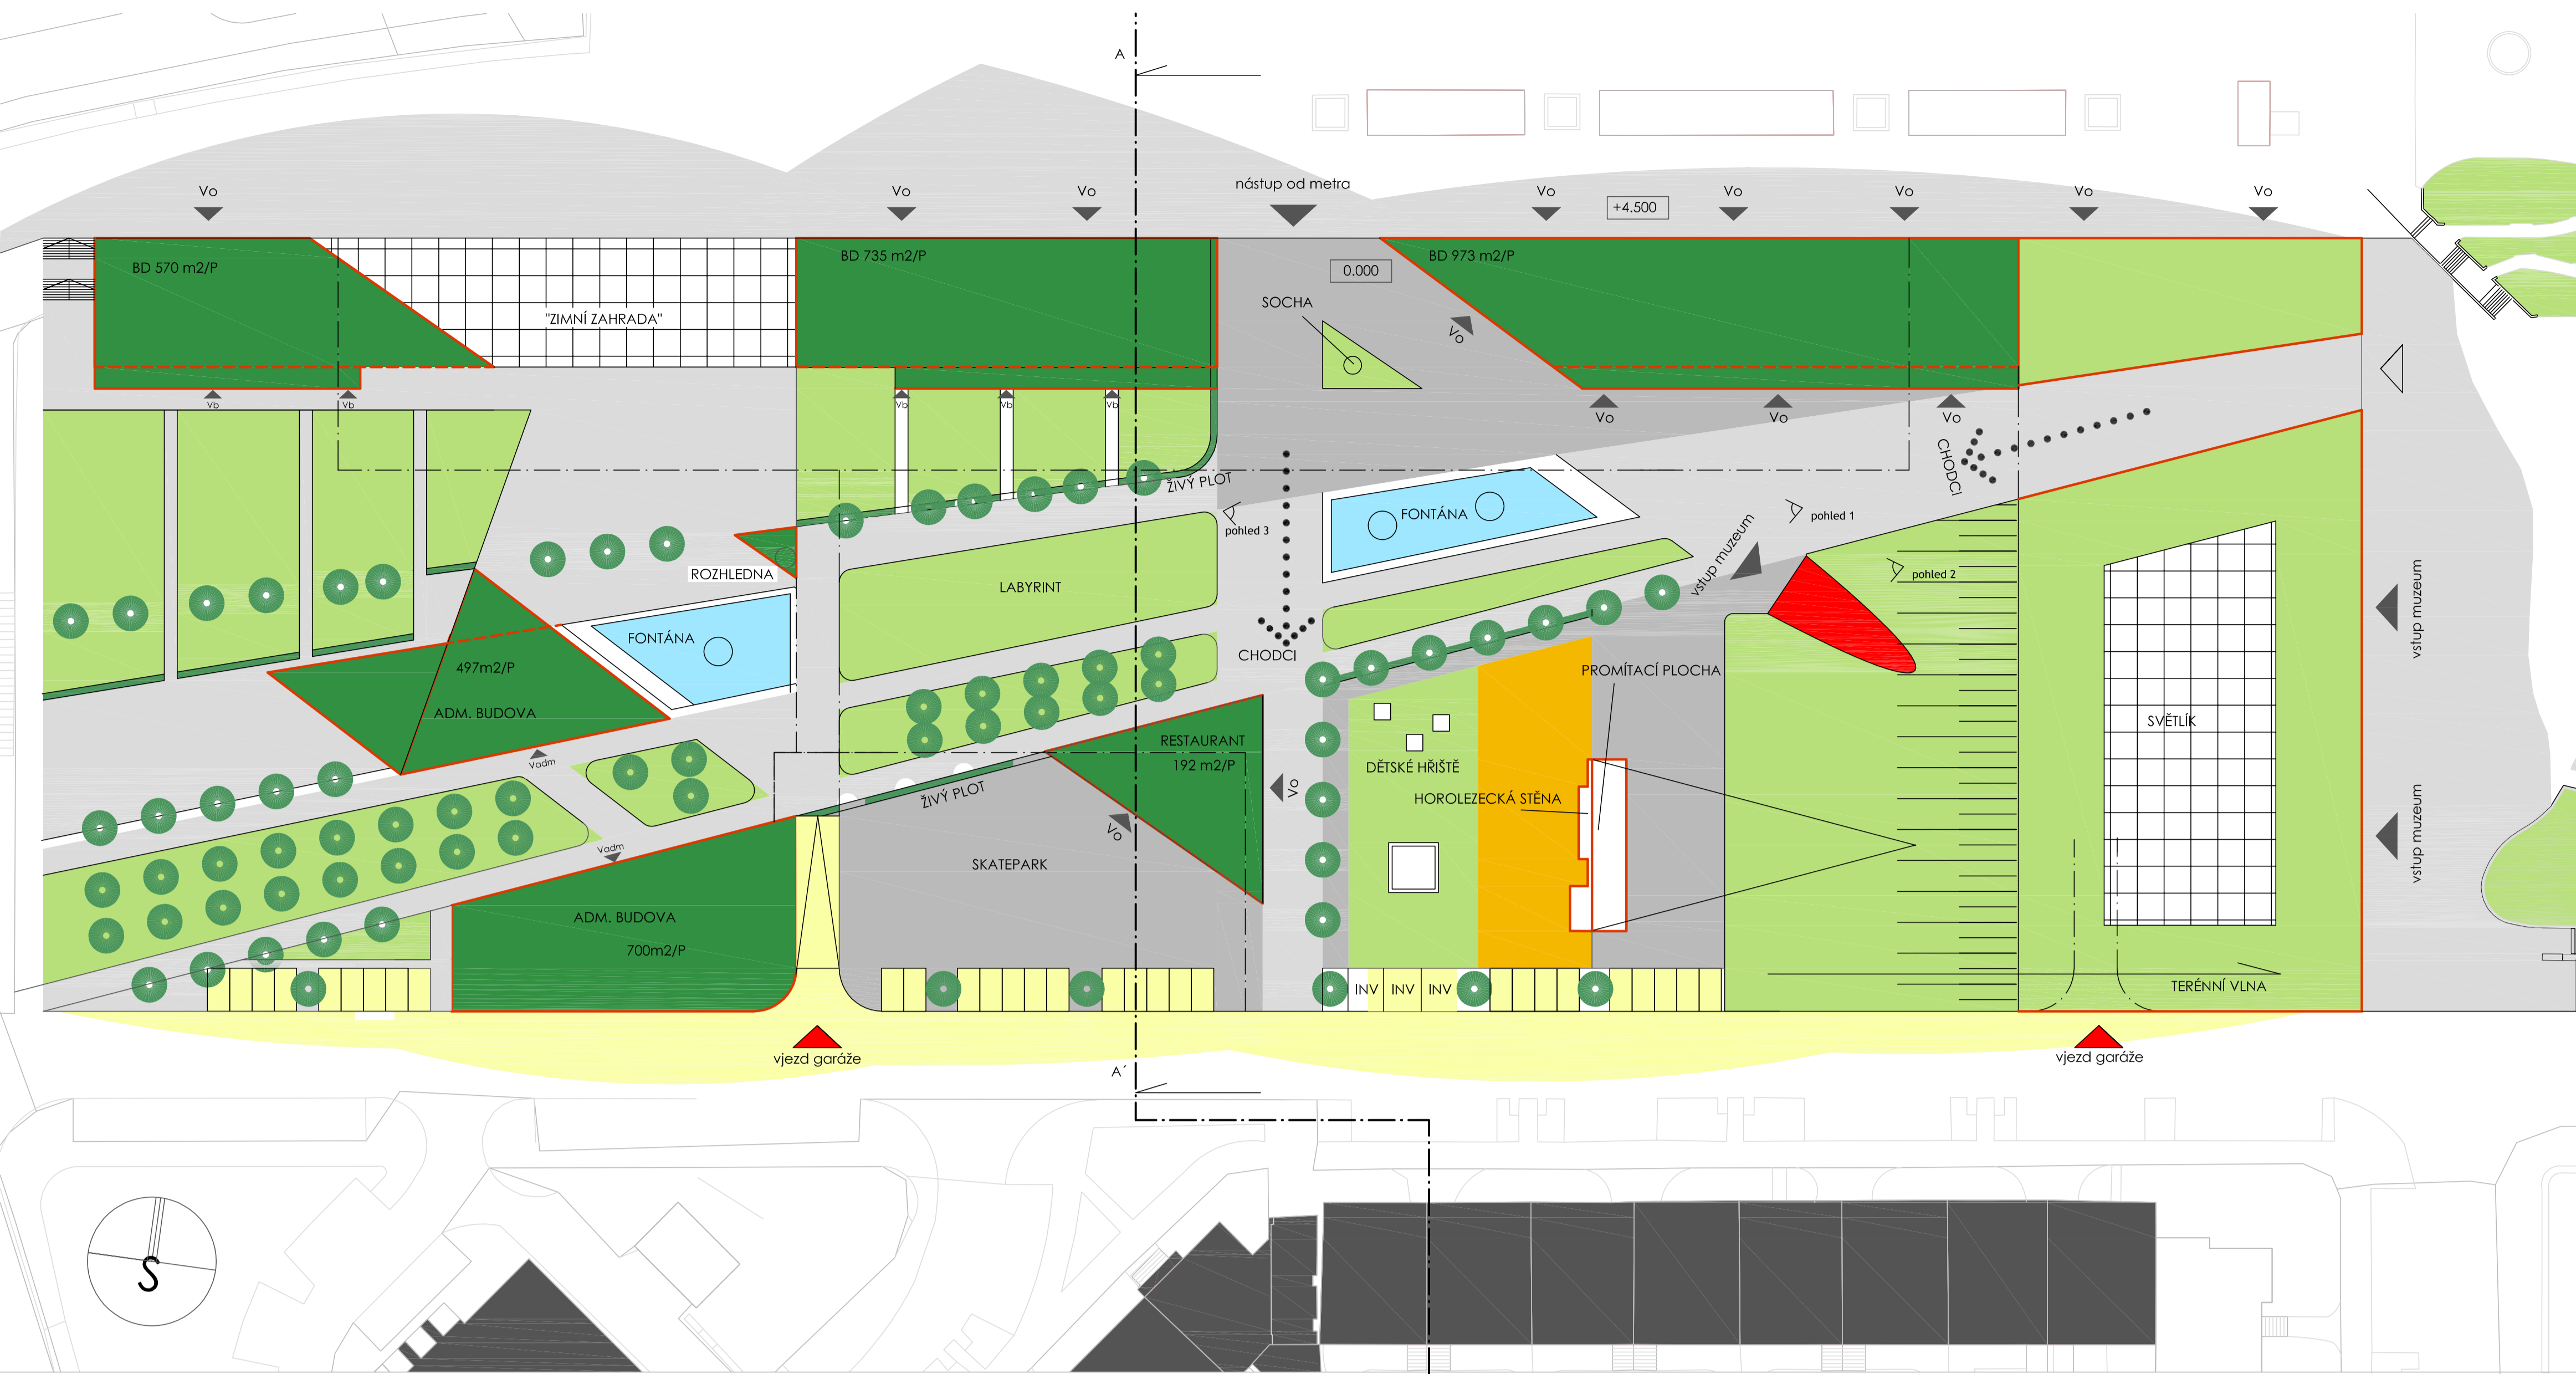 A
nástup od metra
Vo
Vo
Vo
Vo
Vo
Vo
Vo
Vo
+4.500
BD 570 m2/P
BD 735 m2/P
BD 973 m2/P
0.000
SOCHA
"ZIMNÍ ZAHRADA"
Vo
Vb
Vb
Vb
Vb
Vb
Vo
Vo
Vo
CHODCI
ŽIVÝ PLOT
FONTÁNA
pohled 3
pohled 1
vstup muzeum
pohled 2
ROZHLEDNA
LABYRINT
vstup muzeum
FONTÁNA
CHODCI
497m2/P
PROMÍTACÍ PLOCHA
ADM. BUDOVA
SVĚTLÍK
RESTAURANT
192 m2/P
Vadm
DĚTSKÉ HŘIŠTĚ
Vo
ŽIVÝ PLOT
HOROLEZECKÁ STĚNA
Vo
vstup muzeum
Vadm
SKATEPARK
ADM. BUDOVA
700m2/P
INV
INV
INV
TERÉNNÍ VLNA
vjezd garáže
vjezd garáže
A´
S